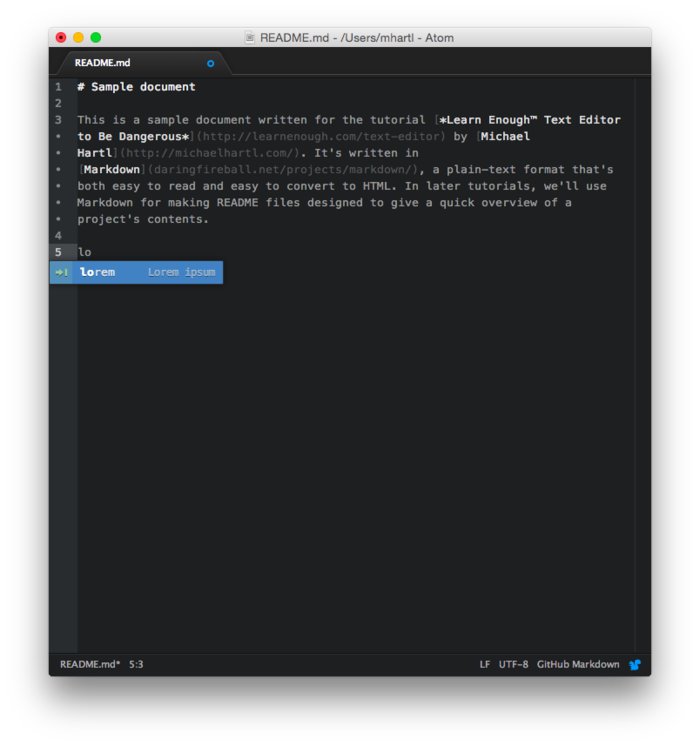 README.md - /Users/mhartl - Atom
README.md
1 # Sample document
2
3 This is a sample document written for the tutorial [*Learn Enough™ Text Editor
• to Be Dangerous*](http://learnenough.com/text-editor) by [Michael
• Hartl](http://michaelhartl.com/). It's written in
• [Markdown](daringfireball.net/projects/markdown/), a plain-text format that's
• both easy to read and easy to convert to HTML. In later tutorials, we'll use
• Markdown for making README files designed to give a quick overview of a
• project's contents.
4
5 lo
lorem Lorem ipsum
README.md* 5:3 LF UTF-8 GitHub Markdown